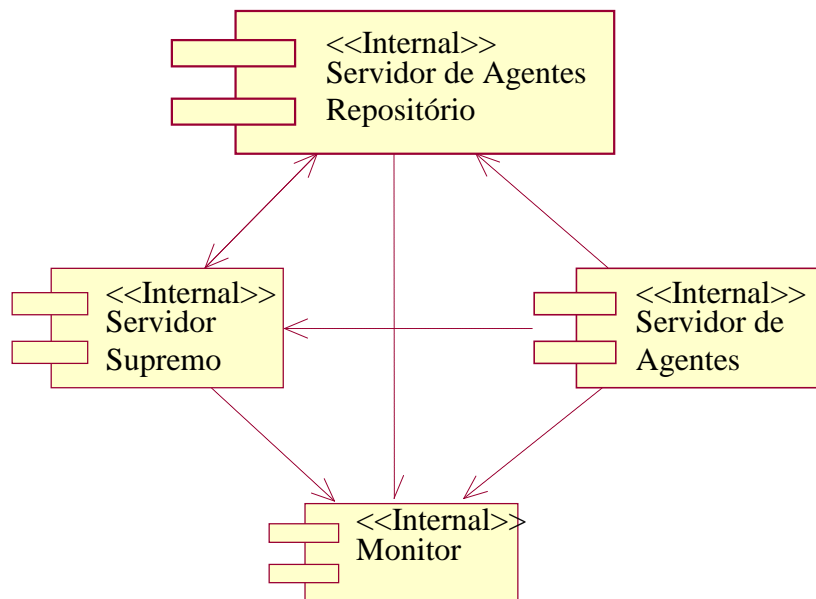 <<Internal>>
Servidor de Agentes
Repositório
<<Internal>>
Servidor
Supremo
<<Internal>>
Servidor de
Agentes
<<Internal>>
Monitor